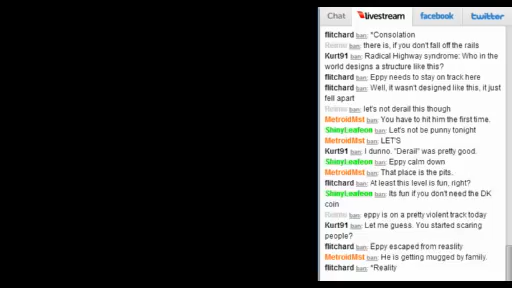 Chat livestream facebook twitter
flitchard ban: *Consolation
Reimu ban: there is, if you don't fall off the rails
Kurt91 ban: Radical Highway syndrome: Who in the
world designs a structure like this?
flitchard ban: Eppy needs to stay on track here
flitchard ban: Well, it wasn't designed like this, it just
fell apart
Reimu ban: let's not derail this though
MetroidMst ban: You have to hit him the first time.
ShinyLeafeon ban: Let's not be punny tonight
MetroidMst ban: LET'S
Kurt91 ban: I dunno. "Derail" was pretty good.
ShinyLeafeon ban: Eppy calm down
MetroidMst ban: That place is the pits.
flitchard ban: At least this level is fun, right?
ShinyLeafeon ban: Its fun if you don't need the DK
coin
Reimu ban: eppy is on a pretty violent track today
Kurt91 ban: Let me guess. You started scaring
people?
flitchard ban: Eppy escaped from reaslity
MetroidMst ban: He is getting mugged by family.
flitchard ban: *Reality